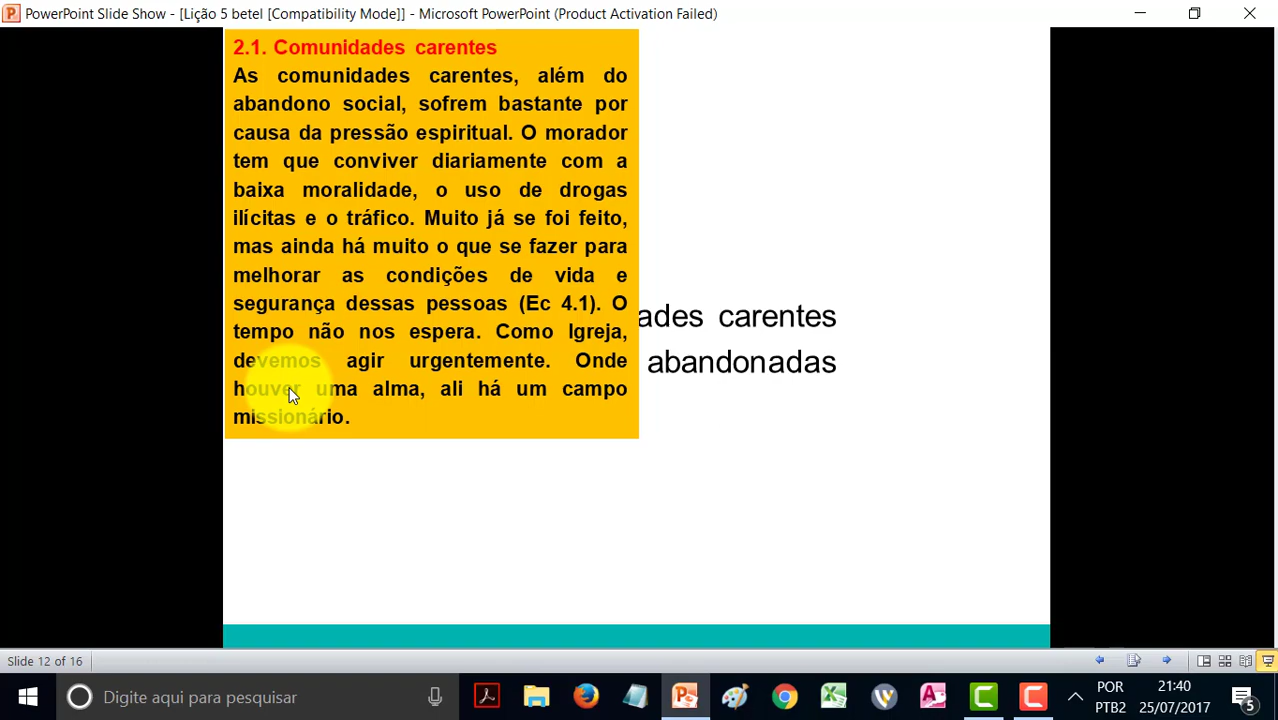 PowerPoint Slide Show - [Lição 5 betel [Compatibility Mode]] - Microsoft PowerPoint (Product Activation Failed)
2.1. Comunidades carentes
As comunidades carentes, além do
abandono social, sofrem bastante por
causa da pressão espiritual. O morador
tem que conviver diariamente com a
baixa moralidade, o uso de drogas
ilícitas e o tráfico. Muito já se foi feito,
mas ainda há muito o que se fazer para
melhorar as condições de vida e
segurança dessas pessoas (Ec 4.1). O
tempo não nos espera. Como Igreja,
devemos agir urgentemente. Onde
houver uma alma, ali há um campo
missionário.
ades carentes
abandonadas
Slide 12 of 16
Digite aqui para pesquisar
POR
PTB2
21:40
25/07/2017
5